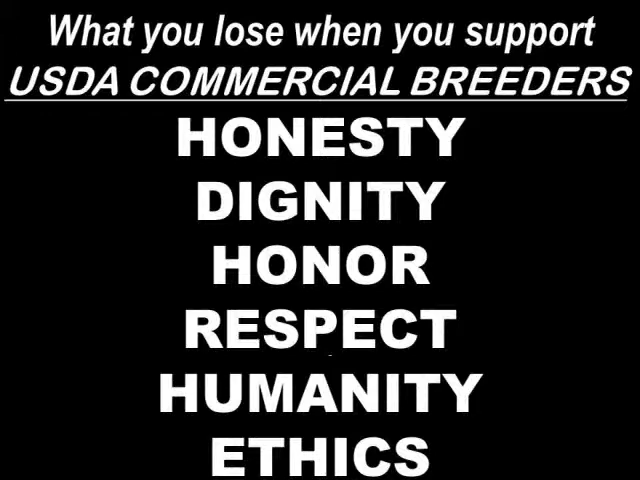 What you lose when you support
USDA COMMERCIAL BREEDERS
HONESTY
DIGNITY
HONOR
RESPECT
HUMANITY
ETHICS